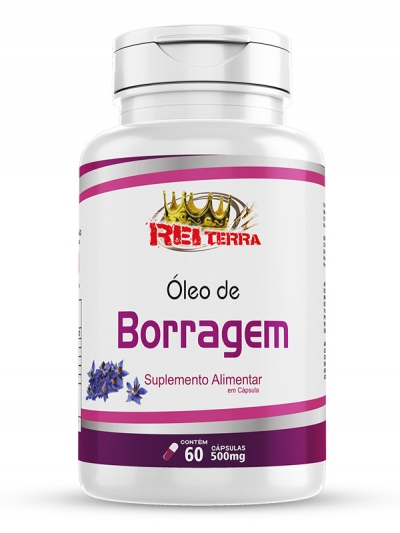 REI TERRA
Óleo de
Borragem
Suplemento Alimentar
em Cápsula
CONTÉM
60
CÁPSULAS
500mg